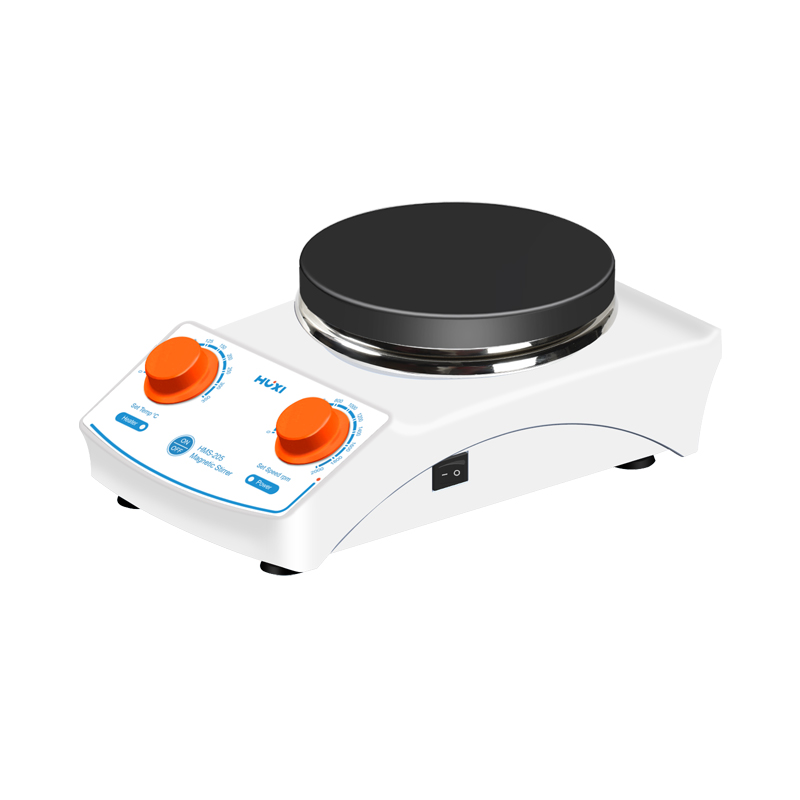 HUXI
Set Temp °C
Heater
ON
OFF
HMS-205
Magnetic Stirrer
Set Speed rpm
Power